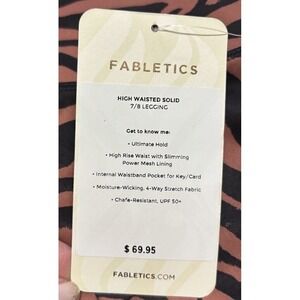 FABLETICS
HIGH WAISTED SOLID
7/8 LEGGING
Get to know me:
• Ultimate Hold
• High Rise Waist with Slimming
Power Mesh Lining
• Internal Waistband Pocket for Key/Card
• Moisture-Wicking, 4-Way Stretch Fabric
• Chafe-Resistant, UPF 50+
$ 69.95
FABLETICS.COM